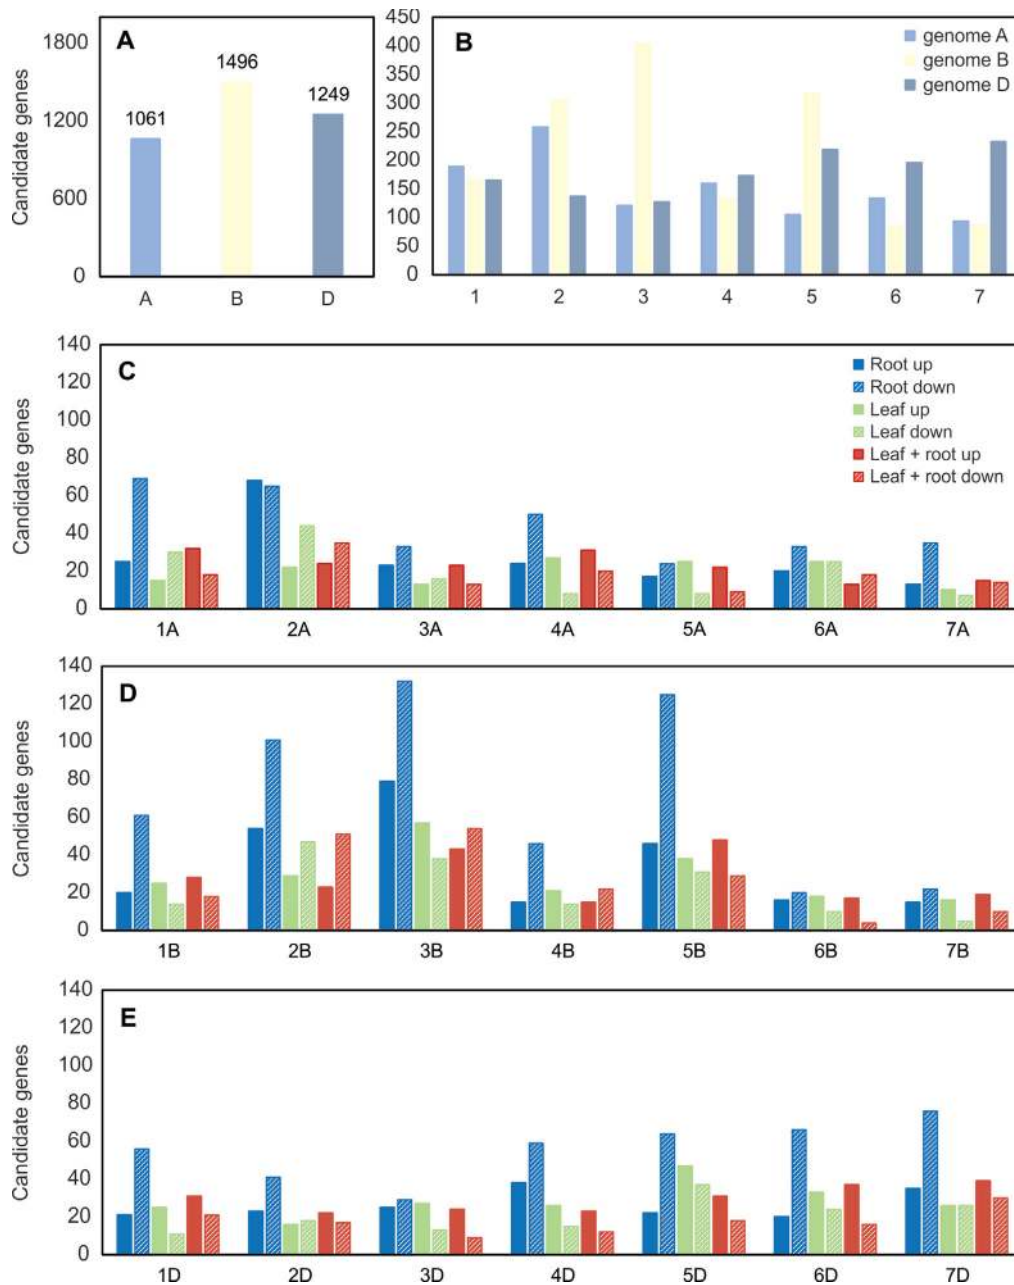 A
Candidate genes
1800
1200
600
0
1061
1496
1249
A B D
B
450
400
350
300
250
200
150
100
50
0
genome A
genome B
genome D
1 2 3 4 5 6 7
C
Candidate genes
140
120
100
80
60
40
20
0
Root up
Root down
Leaf up
Leaf down
Leaf + root up
Leaf + root down
1A 2A 3A 4A 5A 6A 7A
D
Candidate genes
140
120
100
80
60
40
20
0
1B 2B 3B 4B 5B 6B 7B
E
Candidate genes
140
120
100
80
60
40
20
0
1D 2D 3D 4D 5D 6D 7D